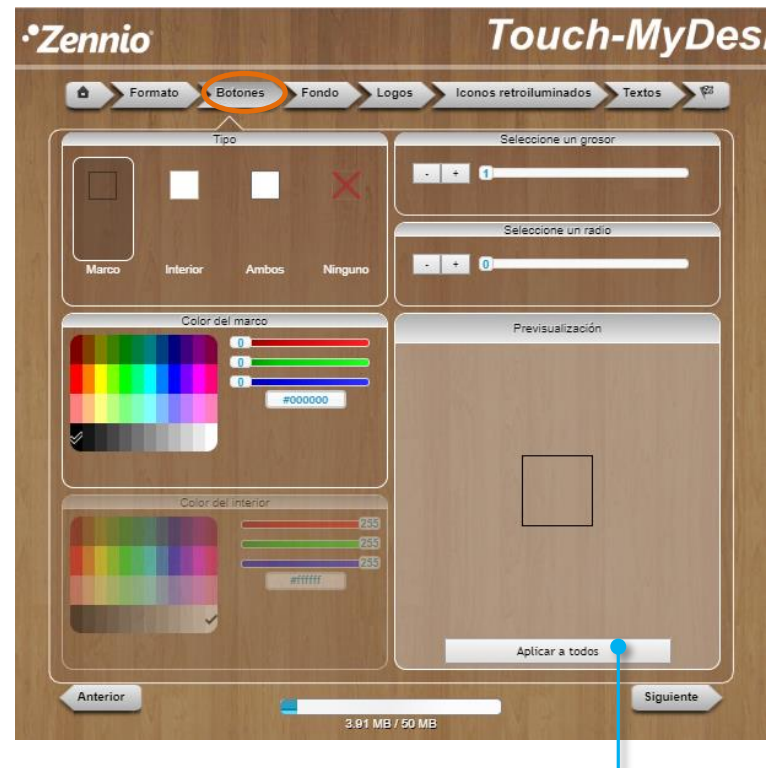 Zennio
Touch-MyDesi
Formato
Botones
Fondo
Logos
Iconos retroiluminados
Textos
Tipo
Marco
Interior
Ambos
Ninguno
Seleccione un grosor
- + 1
Seleccione un radio
- + 0
Color del marco
0
0
0
#000000
Previsualización
Color del interior
255
255
255
#ffffff
Aplicar a todos
Anterior
3.91 MB / 50 MB
Siguiente